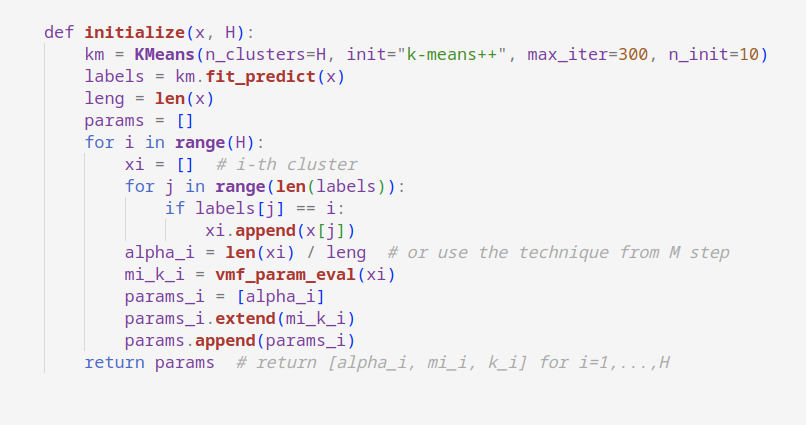 def initialize(x, H):
    km = KMeans(n_clusters=H, init="k-means++", max_iter=300, n_init=10)
    labels = km.fit_predict(x)
    leng = len(x)
    params = []
    for i in range(H):
        xi = []  # i-th cluster
        for j in range(len(labels)):
            if labels[j] == i:
                xi.append(x[j])
        alpha_i = len(xi) / leng  # or use the technique from M step
        mi_k_i = vmf_param_eval(xi)
        params_i = [alpha_i]
        params_i.extend(mi_k_i)
        params.append(params_i)
    return params  # return [alpha_i, mi_i, k_i] for i=1,...,H